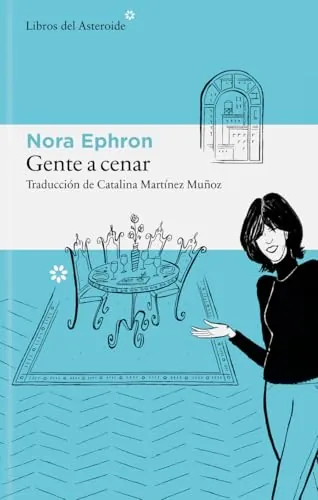 Libros del Asteroide
Nora Ephron
Gente a cenar
Traducción de Catalina Martínez Muñoz